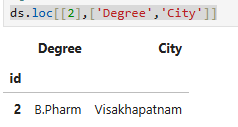 ds.loc[[2],['Degree','City']]
Degree City
id
2 B.Pharm Visakhapatnam